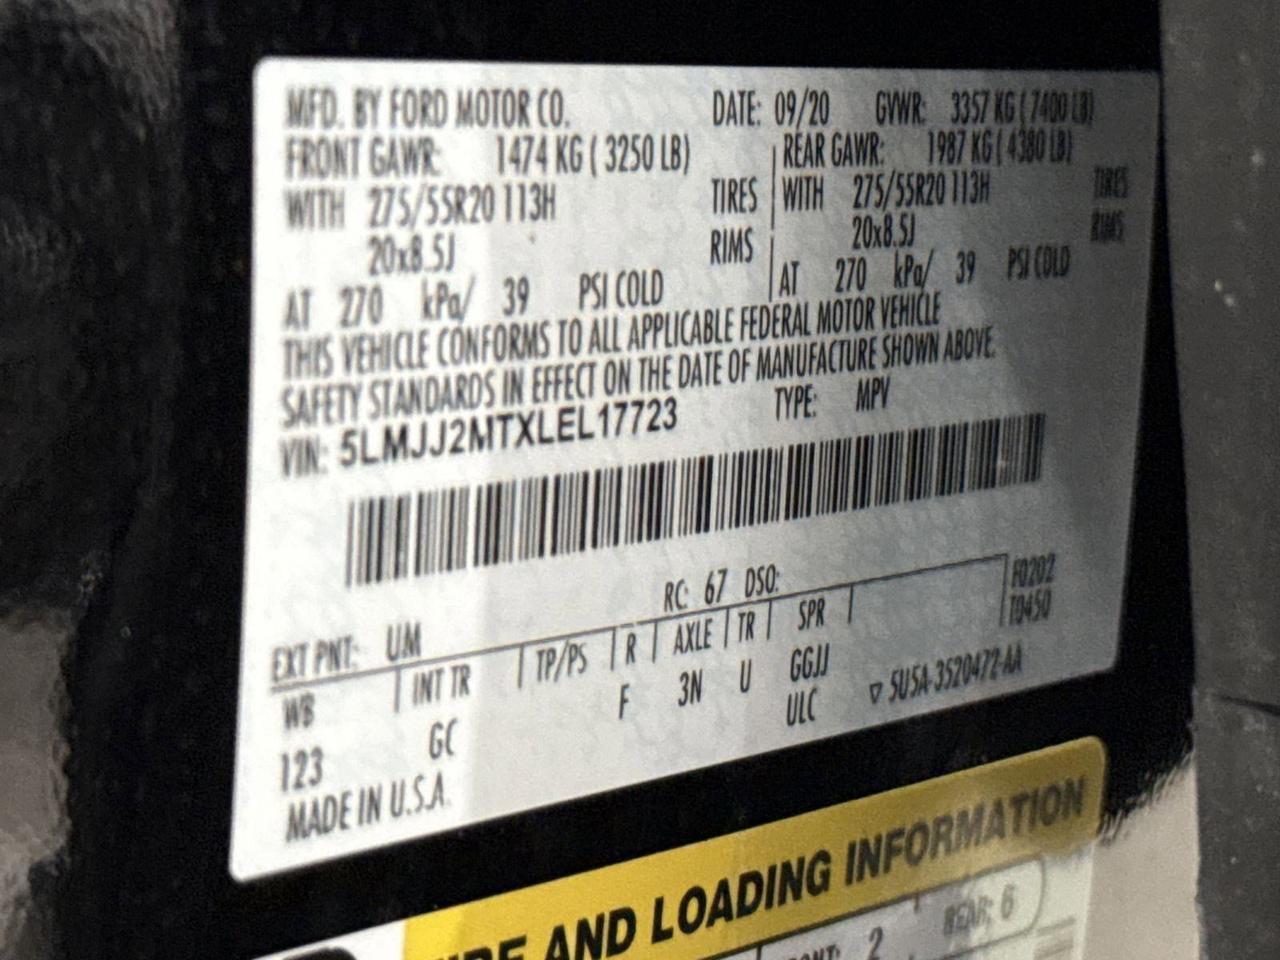 MFD. BY FORD MOTOR CO. DATE: 09/20 GVWR: 3357 KG ( 7400 LB)
FRONT GAWR: 1474 KG ( 3250 LB) REAR GAWR: 1987 KG ( 4380 LB)
WITH 275/55R20 113H TIRES WITH 275/55R20 113H TIRES
20x8.5J RIMS 20x8.5J RIMS
AT 270 kPa/ 39 PSI COLD AT 270 kPa/ 39 PSI COLD
THIS VEHICLE CONFORMS TO ALL APPLICABLE FEDERAL MOTOR VEHICLE
SAFETY STANDARDS IN EFFECT ON THE DATE OF MANUFACTURE SHOWN ABOVE.
VIN: 5LMJJ2MTXLEL17723 TYPE: MPV
F0202
RC: 67 DSO: T0450
EXT PNT: UM
WB INT TR TP/PS R AXLE TR SPR
123 GC F 3N U GGJJ
ULC ▽ 5U5A-3520472-AA
MADE IN U.S.A.
AND LOADING INFORMATION
2 REAR: 6